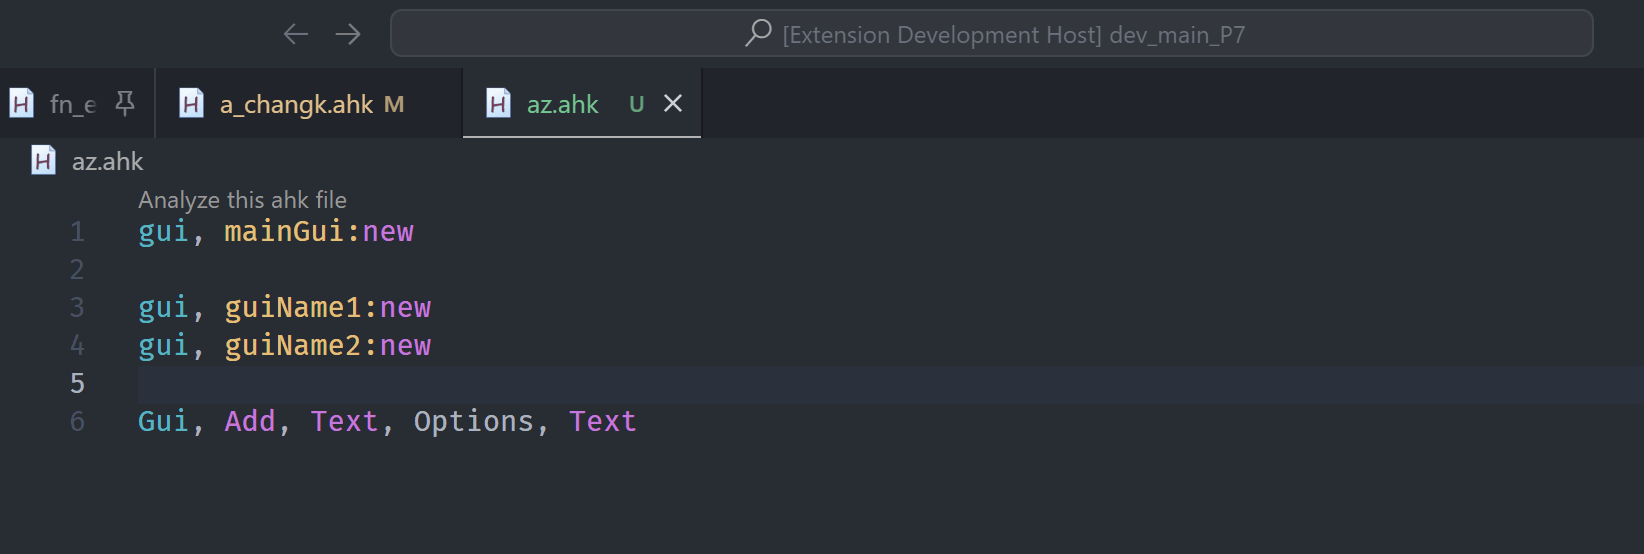 [Extension Development Host] dev_main_P7
fn_e
a_changk.ahk M
az.ahk U
az.ahk
Analyze this ahk file
1 gui, mainGui:new
2
3 gui, guiName1:new
4 gui, guiName2:new
5
6 Gui, Add, Text, Options, Text